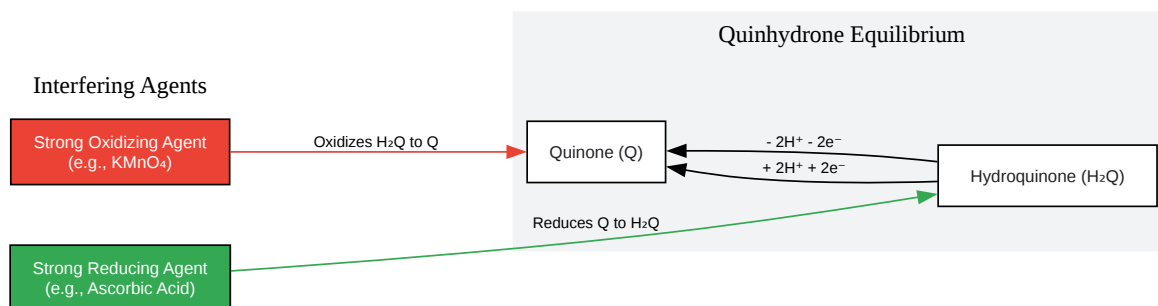 Quinhydrone Equilibrium
Interfering Agents
Strong Oxidizing Agent
(e.g., KMnO₄)
Oxidizes H₂Q to Q
Quinone (Q)
- 2H⁺ - 2e⁻
+ 2H⁺ + 2e⁻
Hydroquinone (H₂Q)
Reduces Q to H₂Q
Strong Reducing Agent
(e.g., Ascorbic Acid)